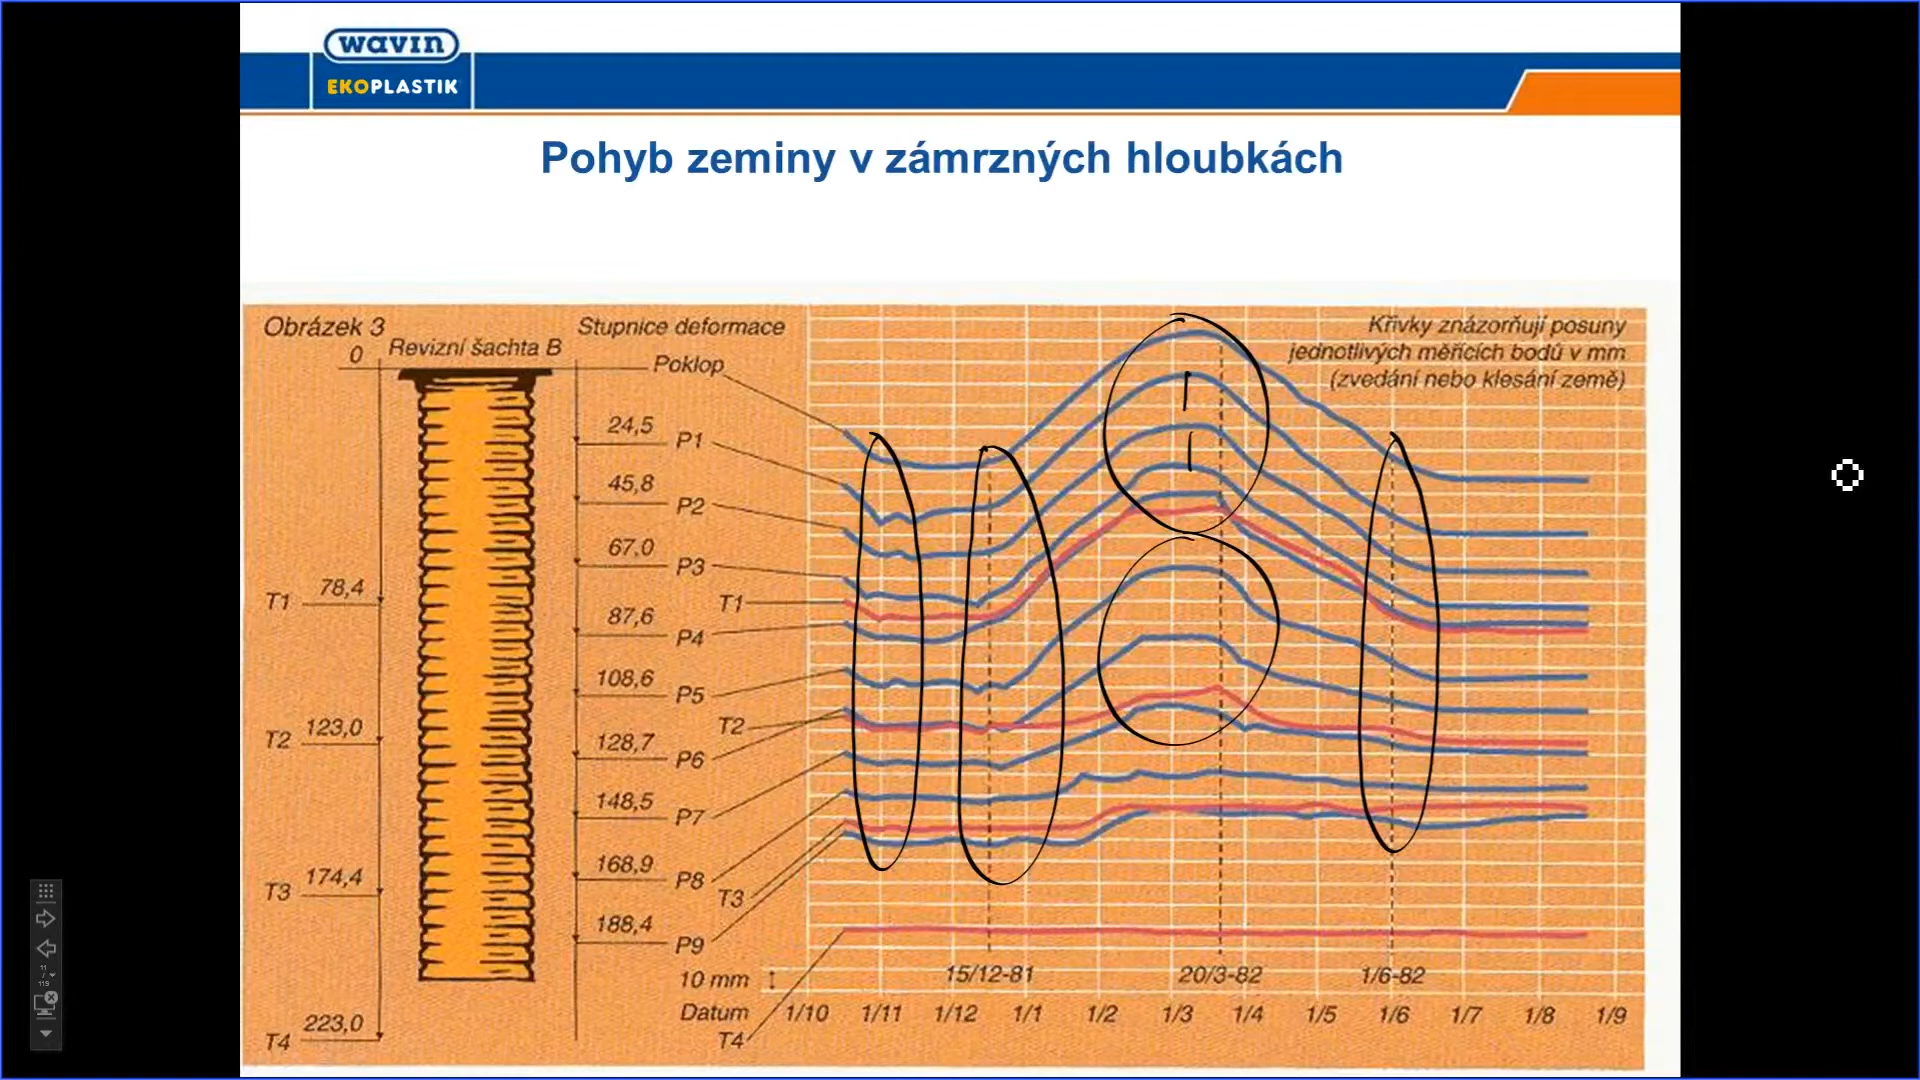 wavin
EKOPLASTIK
Pohyb zeminy v zámrzných hloubkách
Obrázek 3
Stupnice deformace
Křivky znázorňují posuny
jednotlivých měřících bodů v mm
(zvedání nebo klesání země)
0
Revizní šachta B
Poklop
24,5
P1
45,8
P2
67,0
P3
T1
78,4
T1
87,6
P4
108,6
P5
T2
123,0
T2
128,7
P6
148,5
P7
168,9
P8
T3
174,4
T3
188,4
P9
10 mm
15/12-81
20/3-82
1/6-82
Datum
1/10
1/11
1/12
1/1
1/2
1/3
1/4
1/5
1/6
1/7
1/8
1/9
T4
223,0
T4
11
/
119